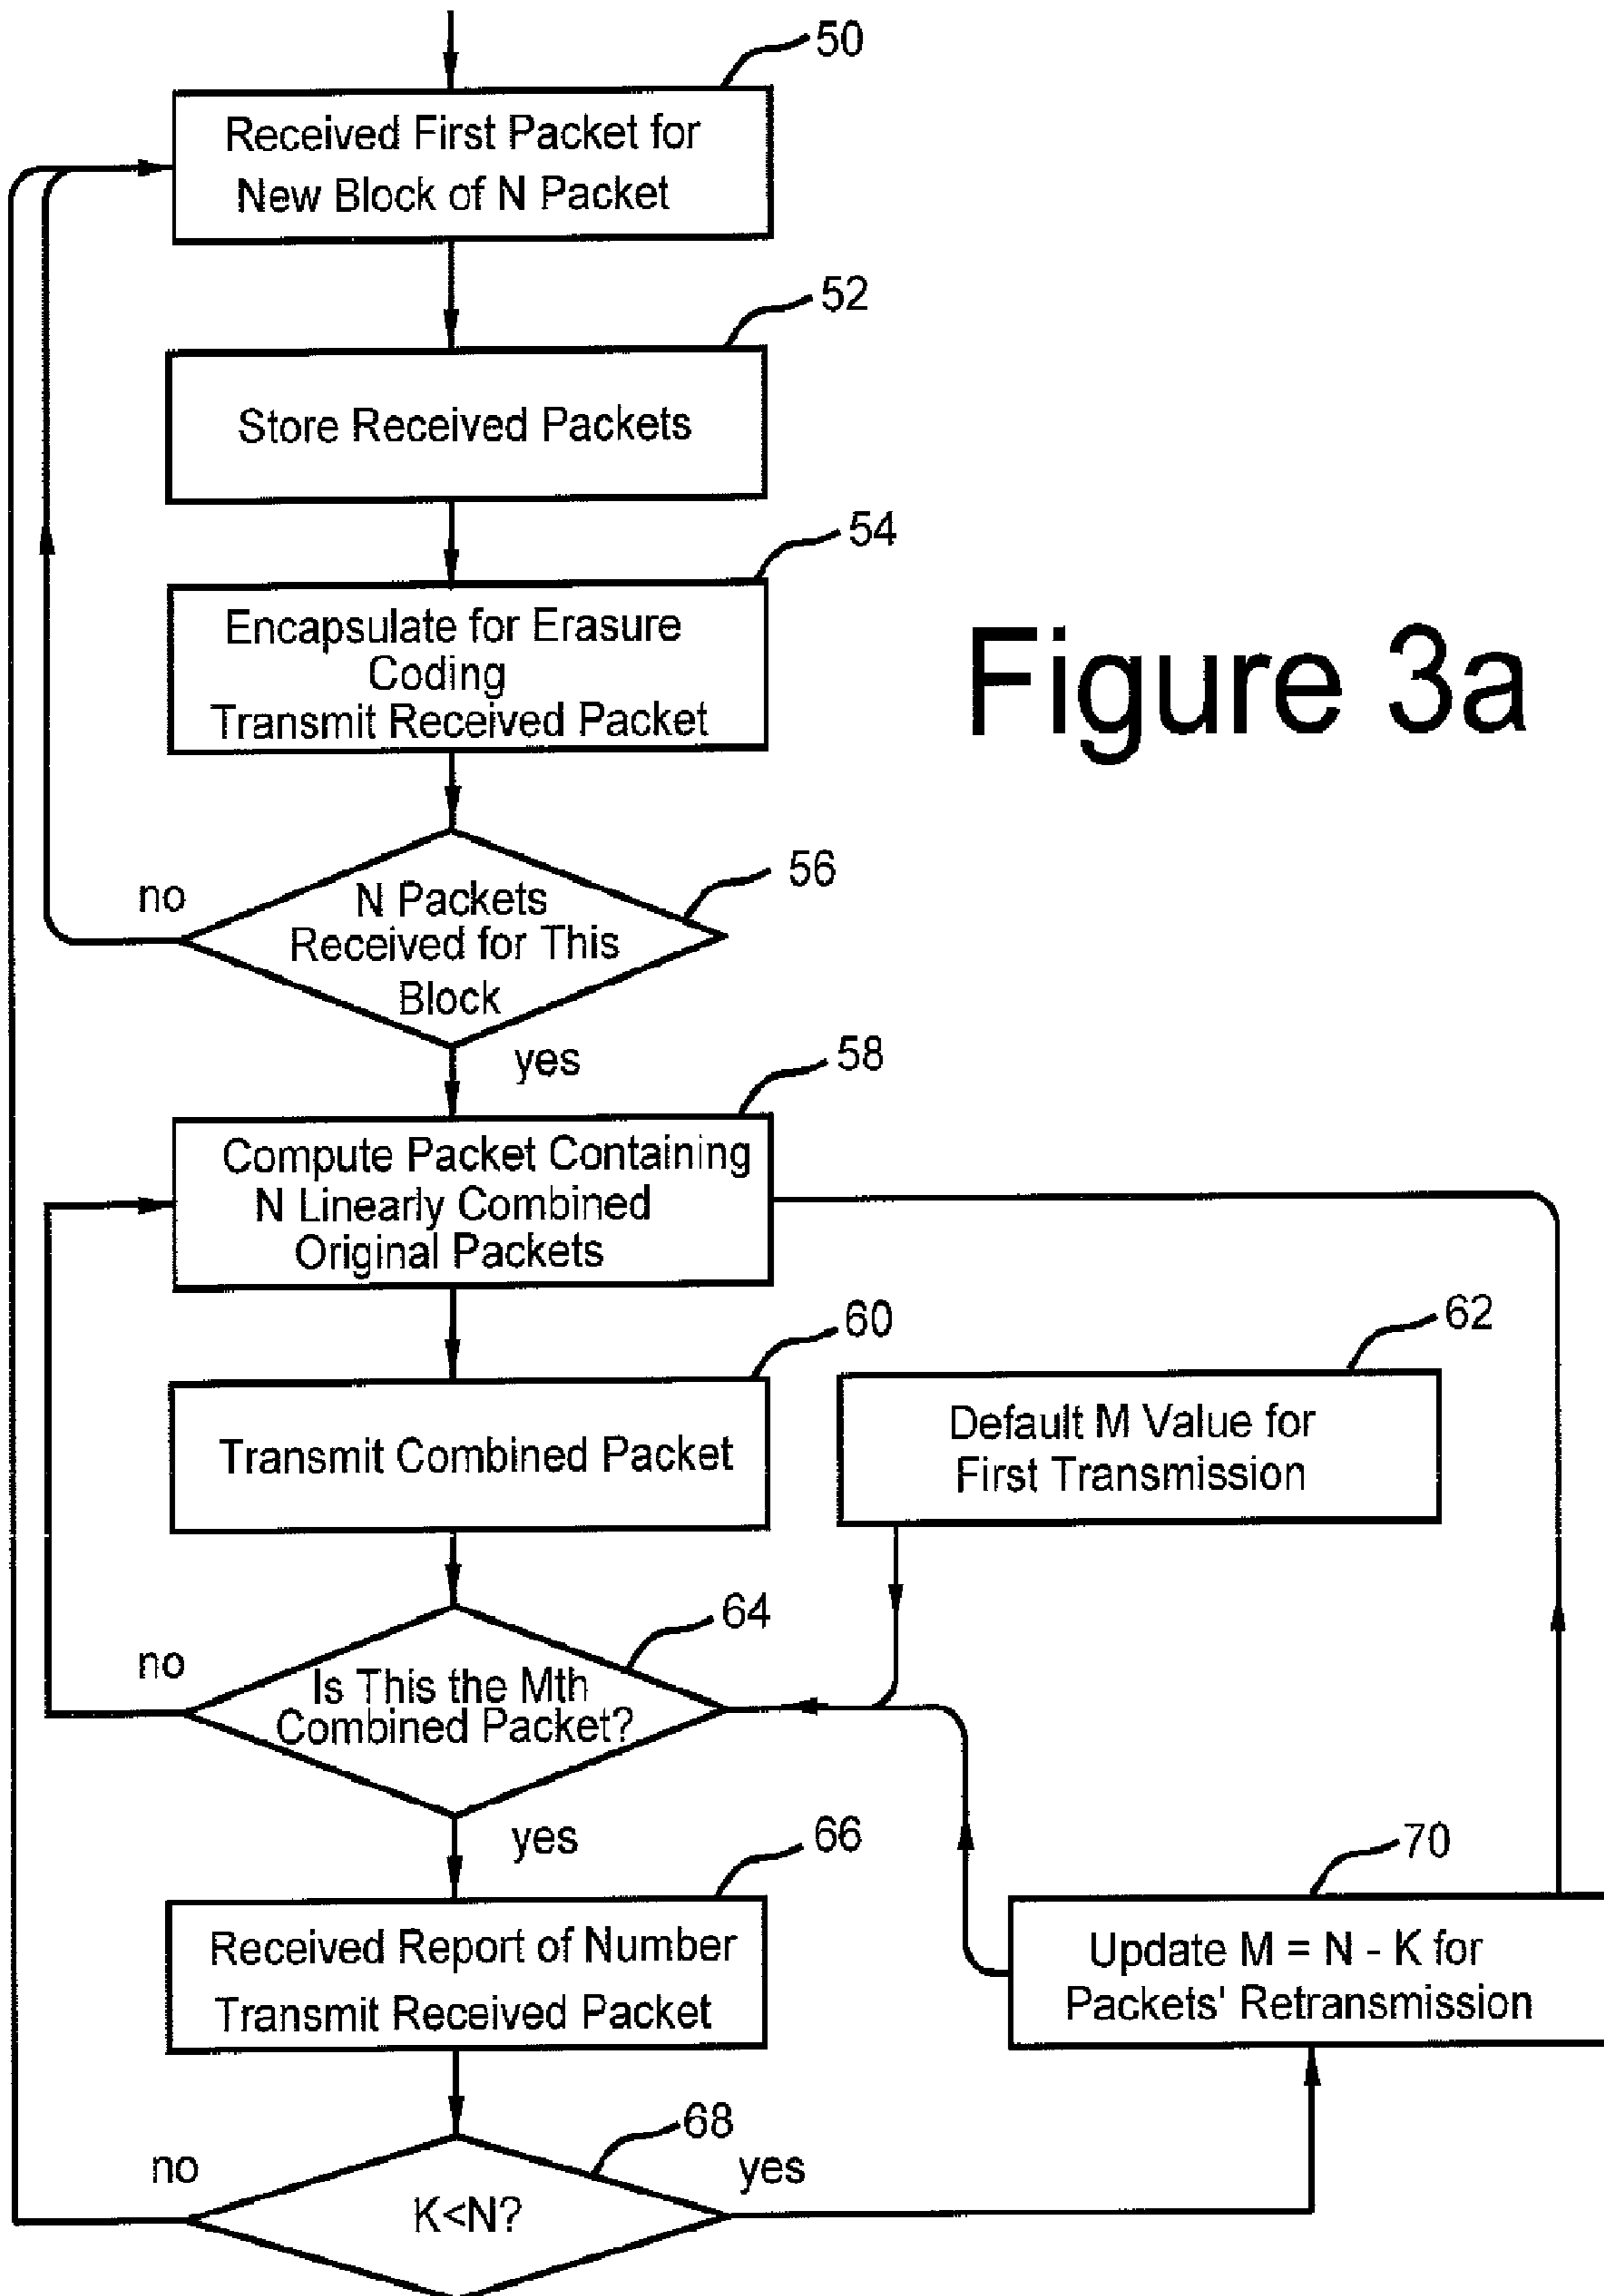 50
Received First Packet for
New Block of N Packet
52
Store Received Packets
54
Encapsulate for Erasure
Coding
Transmit Received Packet
Figure 3a
56
no
N Packets
Received for This
Block
yes
58
Compute Packet Containing
N Linearly Combined
Original Packets
60
Transmit Combined Packet
62
Default M Value for
First Transmission
64
no
Is This the Mth
Combined Packet?
yes
66
Received Report of Number
Transmit Received Packet
70
Update M = N - K for
Packets' Retransmission
68
no
K<N?
yes